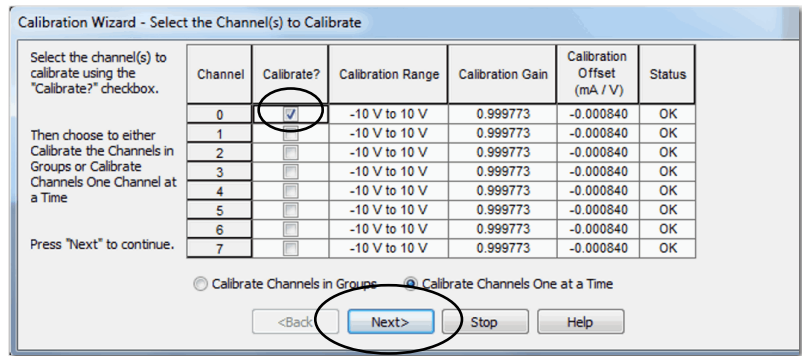 Calibration Wizard - Select the Channel(s) to Calibrate
Select the channel(s) to
calibrate using the
"Calibrate?" checkbox.
Then choose to either
Calibrate the Channels in
Groups or Calibrate
Channels One Channel at
a Time
Press "Next" to continue.
Channel Calibrate? Calibration Range Calibration Gain Calibration Offset (mA / V) Status
0 -10 V to 10 V 0.999773 -0.000840 OK
1 -10 V to 10 V 0.999773 -0.000840 OK
2 -10 V to 10 V 0.999773 -0.000840 OK
3 -10 V to 10 V 0.999773 -0.000840 OK
4 -10 V to 10 V 0.999773 -0.000840 OK
5 -10 V to 10 V 0.999773 -0.000840 OK
6 -10 V to 10 V 0.999773 -0.000840 OK
7 -10 V to 10 V 0.999773 -0.000840 OK
Calibrate Channels in Groups Calibrate Channels One at a Time
<Back Next> Stop Help